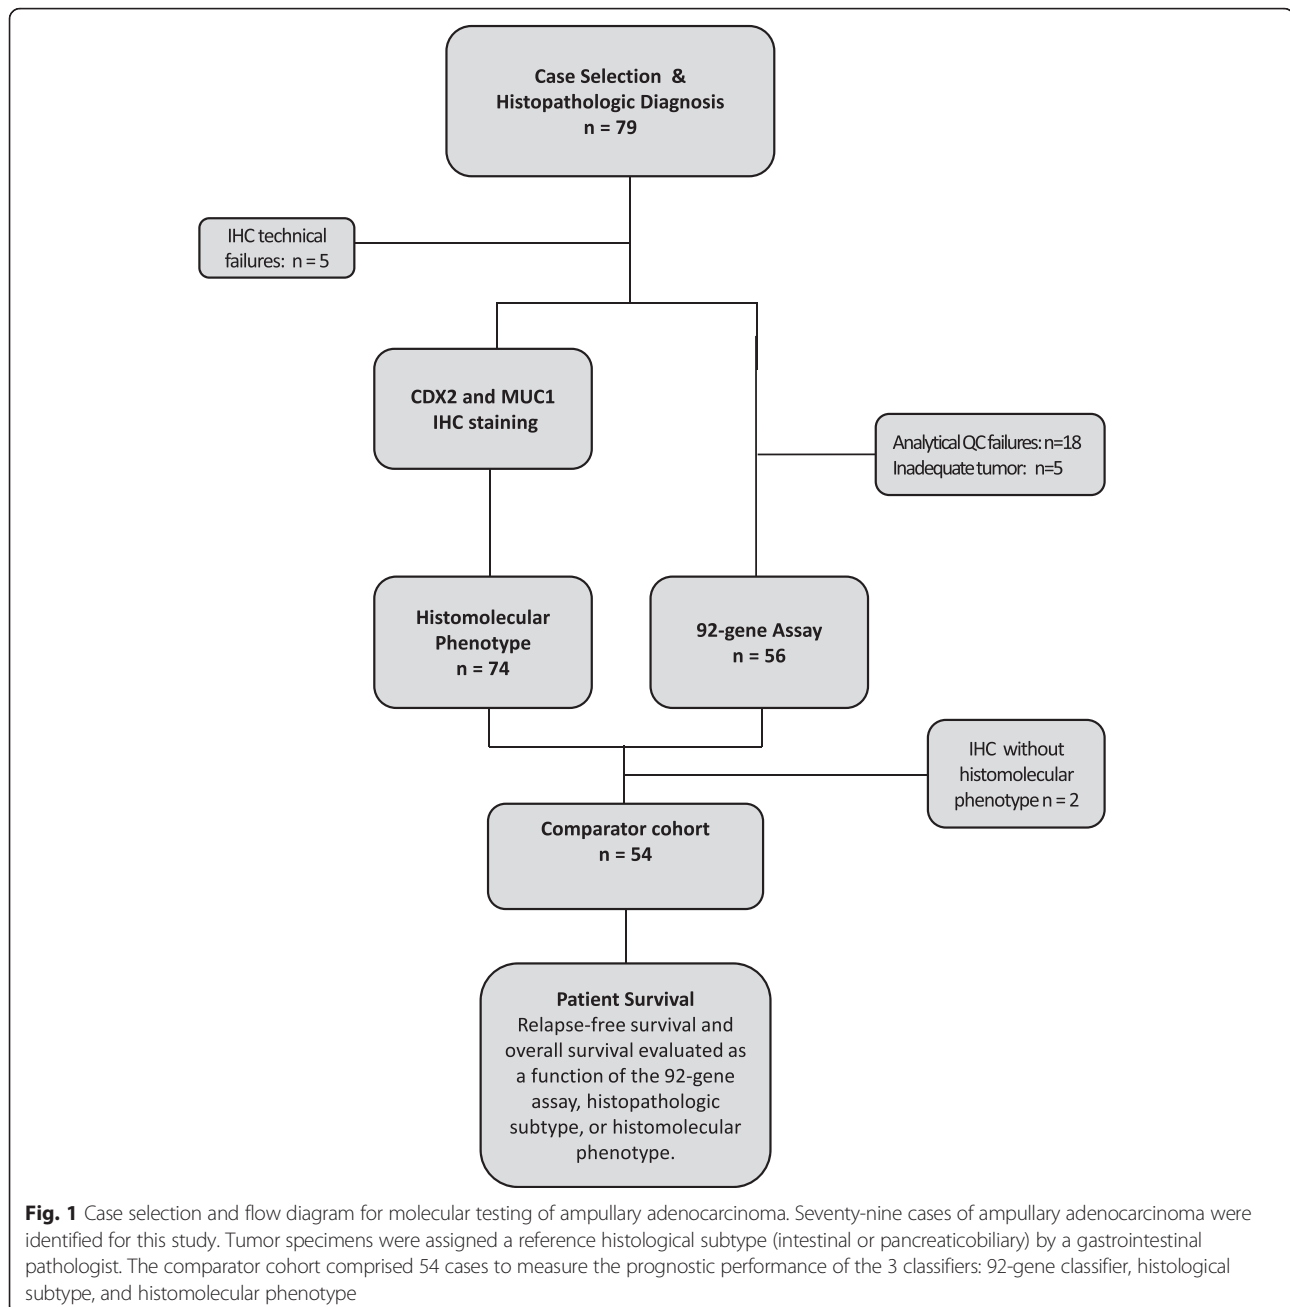 Case Selection &
Histopathologic Diagnosis
n = 79
IHC technical
failures: n = 5
CDX2 and MUC1
IHC staining
Analytical QC failures: n=18
Inadequate tumor: n=5
Histomolecular
Phenotype
n = 74
92-gene Assay
n = 56
IHC without
histomolecular
phenotype n = 2
Comparator cohort
n = 54
Patient Survival
Relapse-free survival and
overall survival evaluated as
a function of the 92-gene
assay, histopathologic
subtype, or histomolecular
phenotype.
Fig. 1 Case selection and flow diagram for molecular testing of ampullary adenocarcinoma. Seventy-nine cases of ampullary adenocarcinoma were
identified for this study. Tumor specimens were assigned a reference histological subtype (intestinal or pancreaticobiliary) by a gastrointestinal
pathologist. The comparator cohort comprised 54 cases to measure the prognostic performance of the 3 classifiers: 92-gene classifier, histological
subtype, and histomolecular phenotype